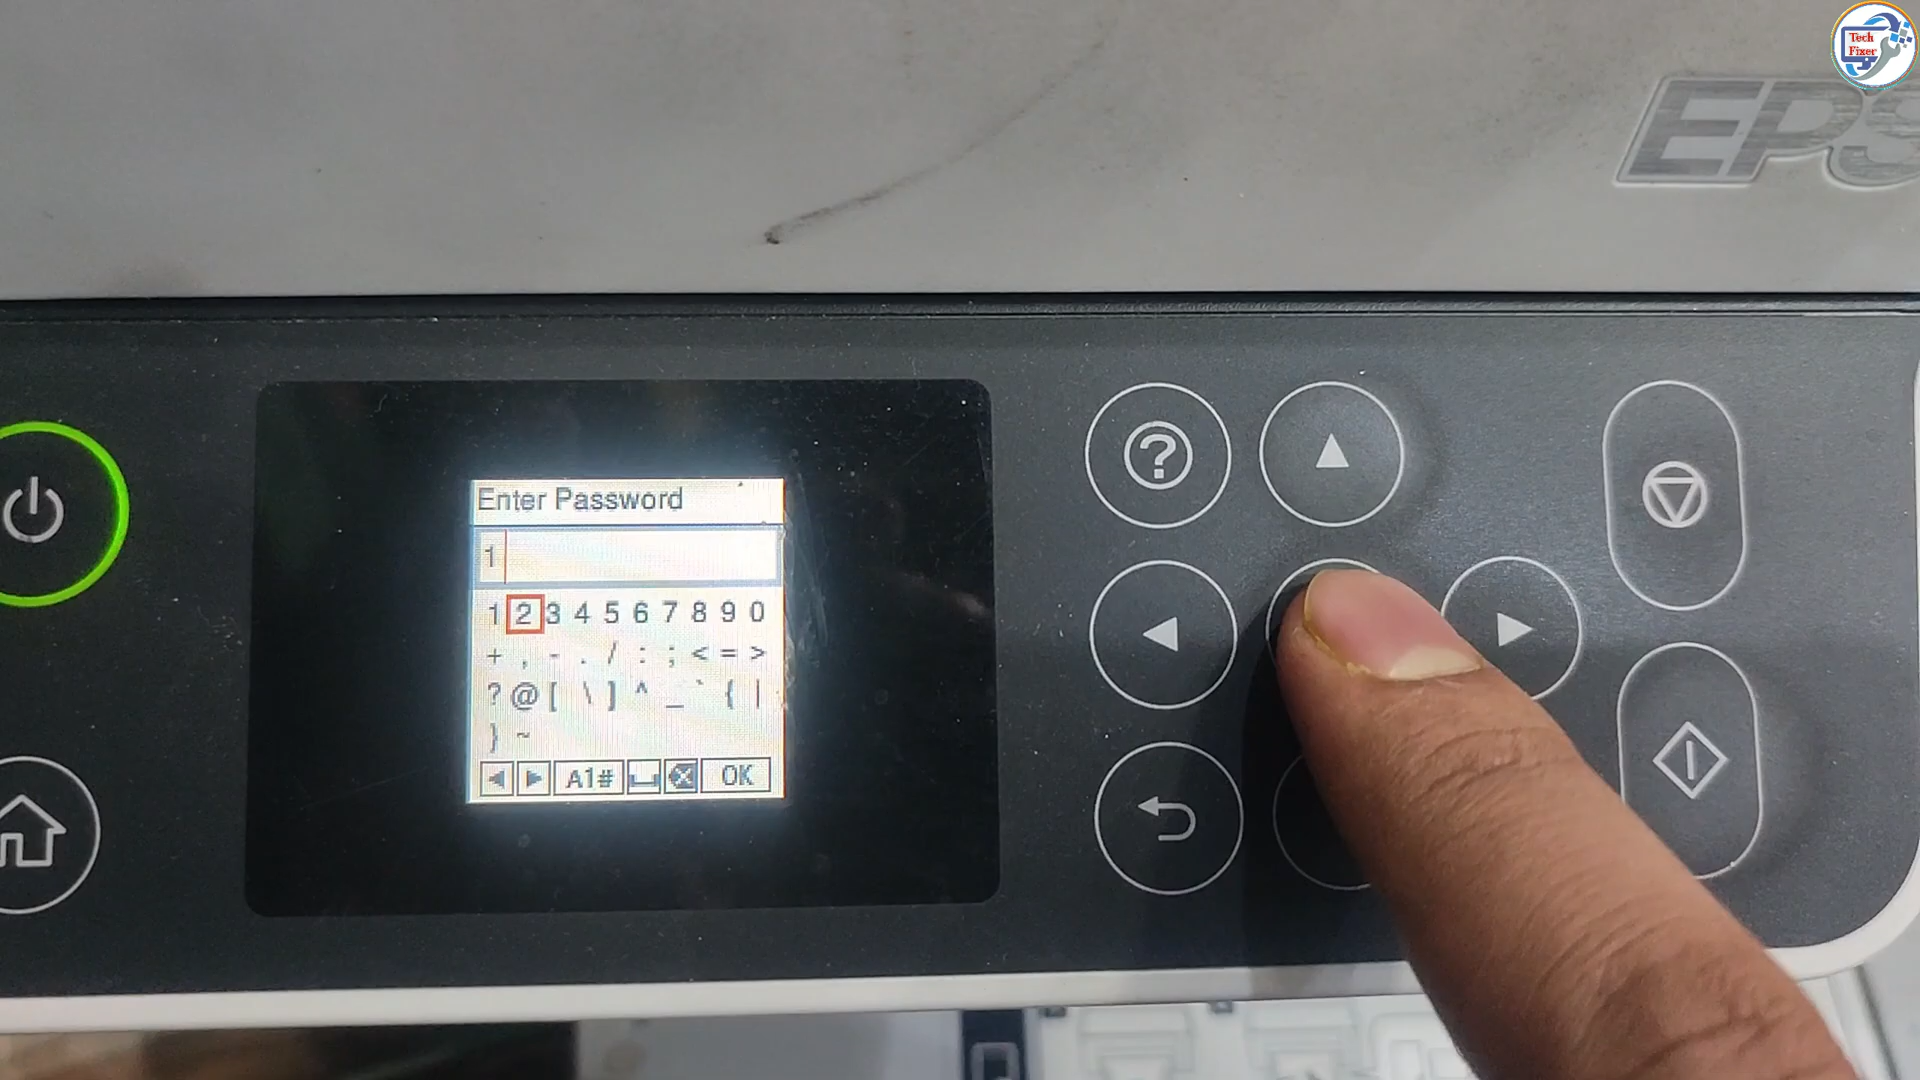 Tech
Fixer
EPS
Enter Password
1
1 2 3 4 5 6 7 8 9 0
+ , - . / : ; < = >
? @ [ \ ] ^ _ ` { |
} ~
A1# OK